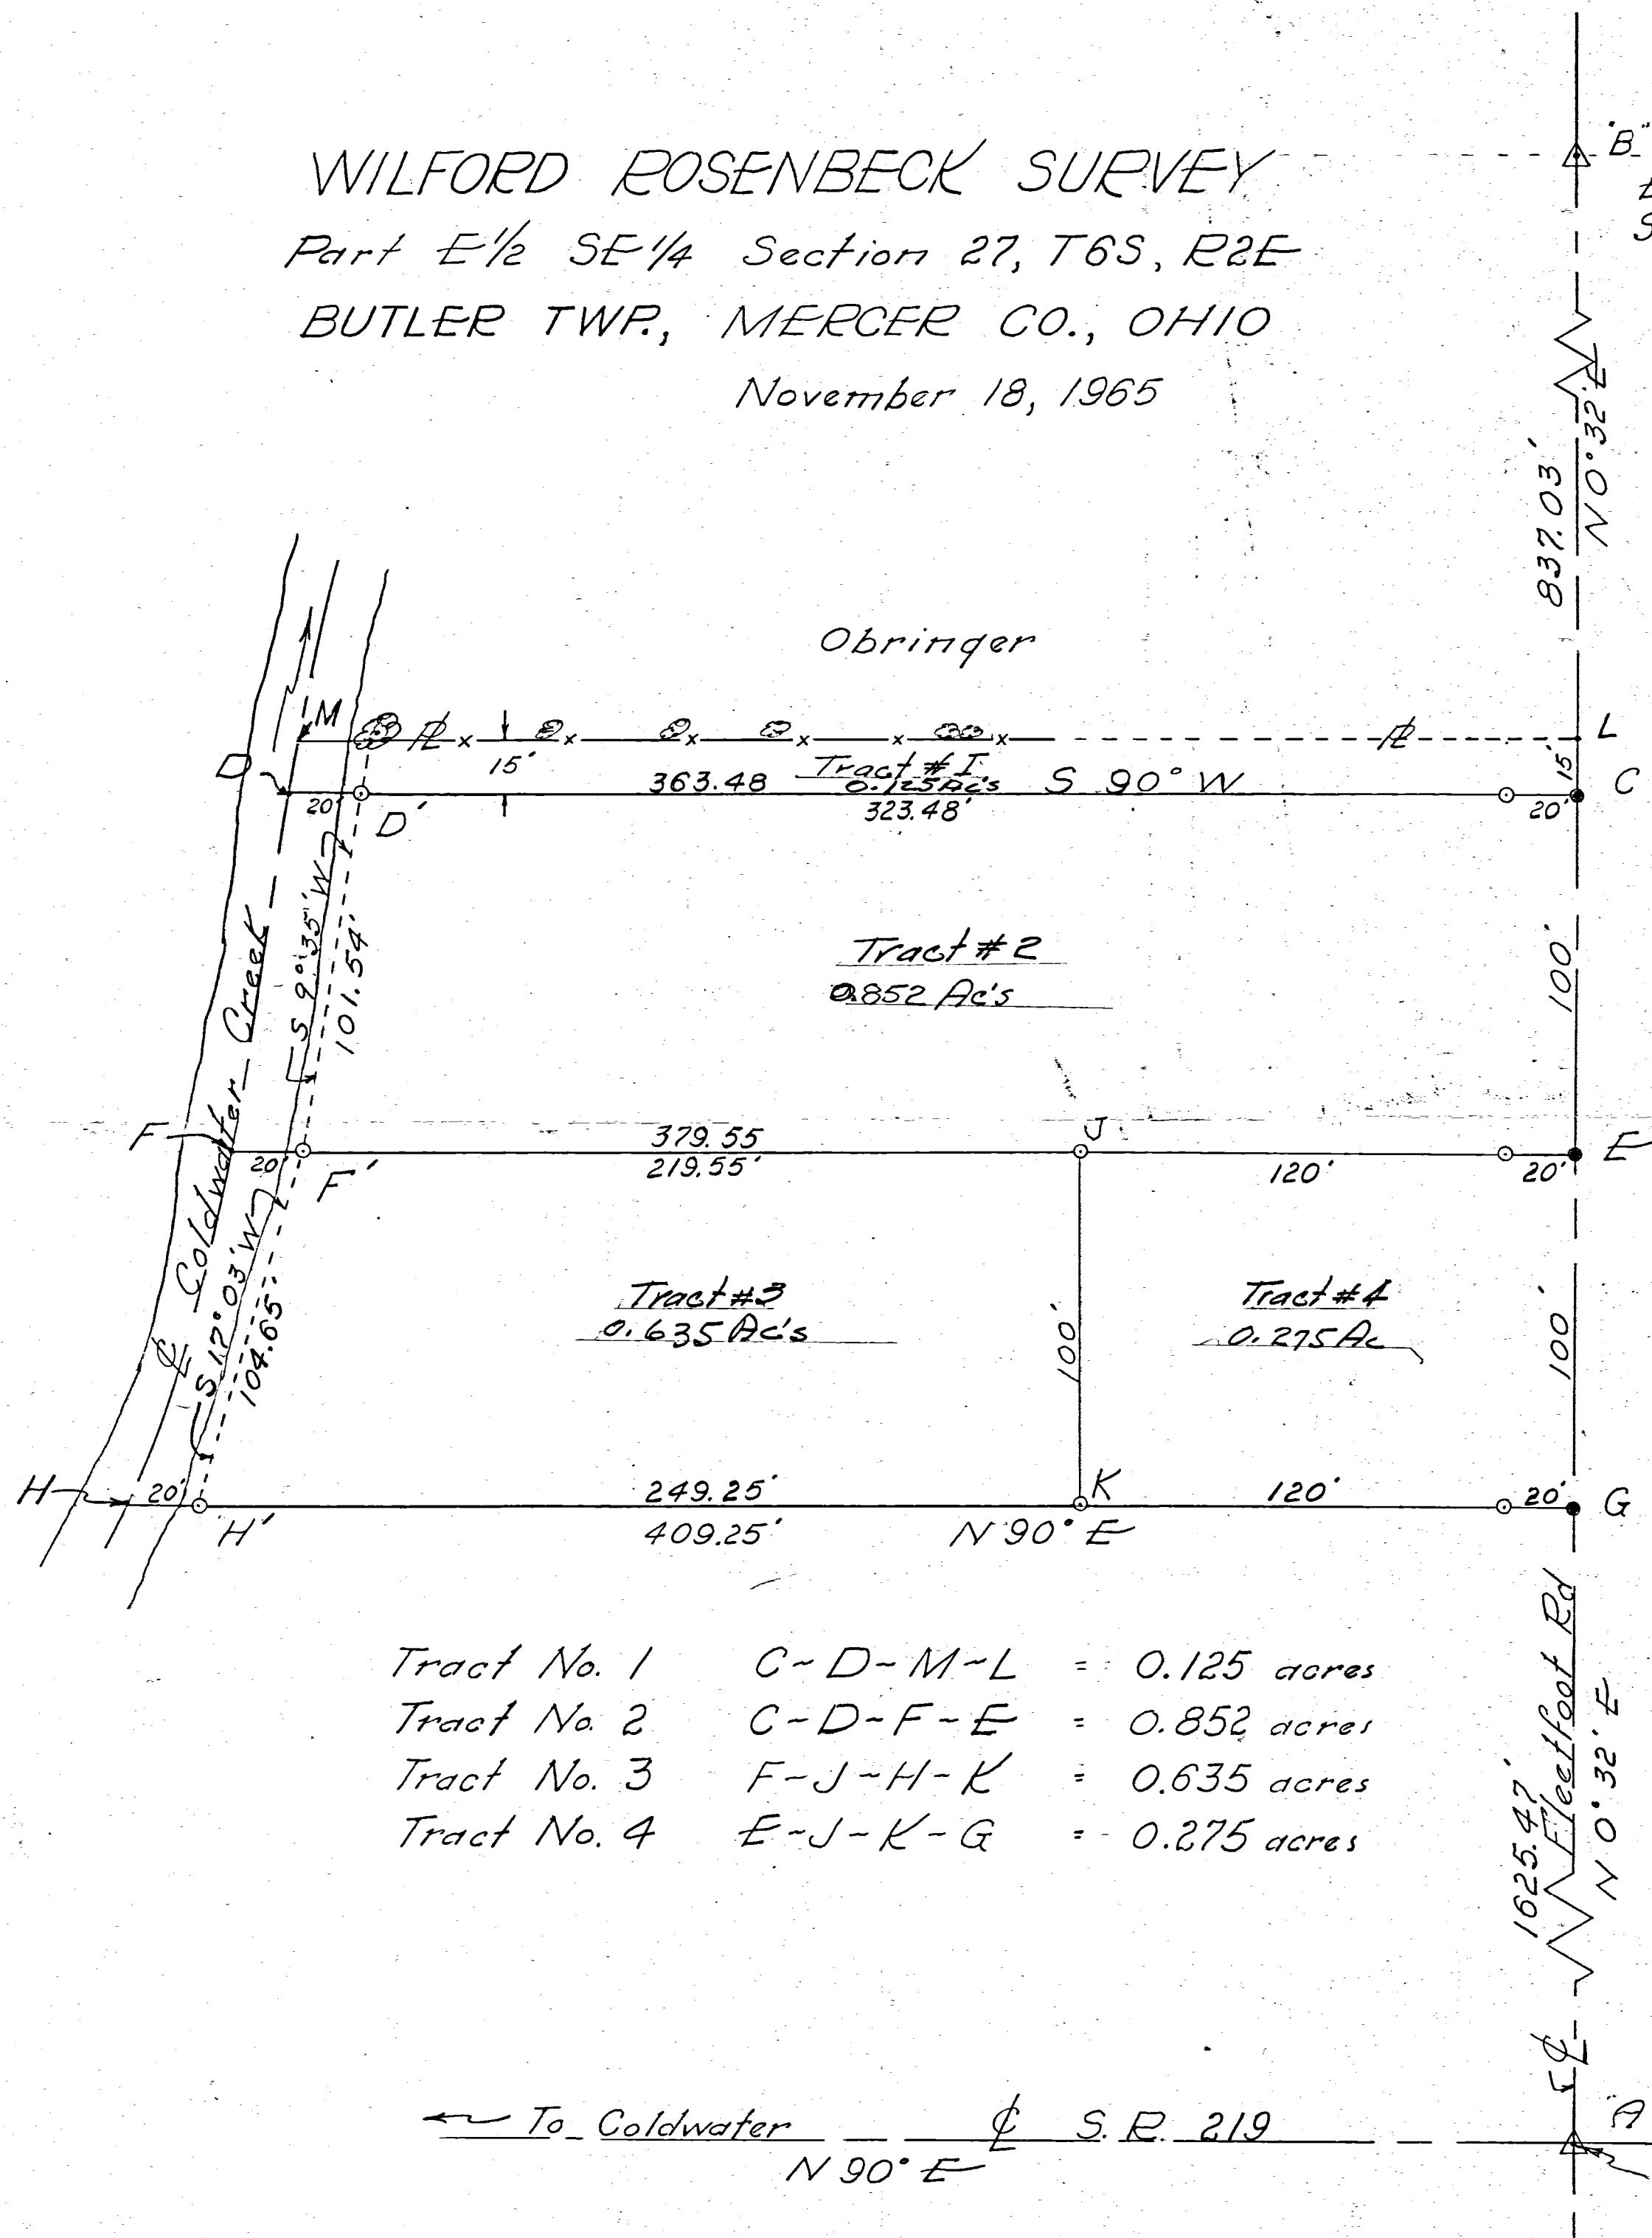 WILFORD ROSENBECK SURVEY
Part E 1/2 SE 1/4 Section 27, T6S, R2E
BUTLER TWP., MERCER CO., OHIO
November 18, 1965
"B"
837.03'
N 0° 32' E
Obringer
M
15'
L
15'
Tract # I
0.125 Ac's
D
363.48
S 90° W
C
20'
D'
323.48'
20'
S 9° 35' W
101.54'
Tract # 2
0.852 Ac's
100'
Coldwater Creek
F
20'
F'
379.55
219.55'
J
120'
20'
E
S 17° 03' W
104.65'
Tract #3
0.635 Ac's
100'
Tract #4
0.275 Ac
100'
H
20'
H'
249.25'
409.25'
K
N 90° E
120'
20'
G
Tract No. 1 C~D~M~L = 0.125 acres
Tract No. 2 C~D~F~E = 0.852 acres
Tract No. 3 F~J~H~K = 0.635 acres
Tract No. 4 E~J~K~G = 0.275 acres
1625.47'
Fleetfoot Rd
N 0° 32' E
To Coldwater
℄ S.R. 219
N 90° E
"A